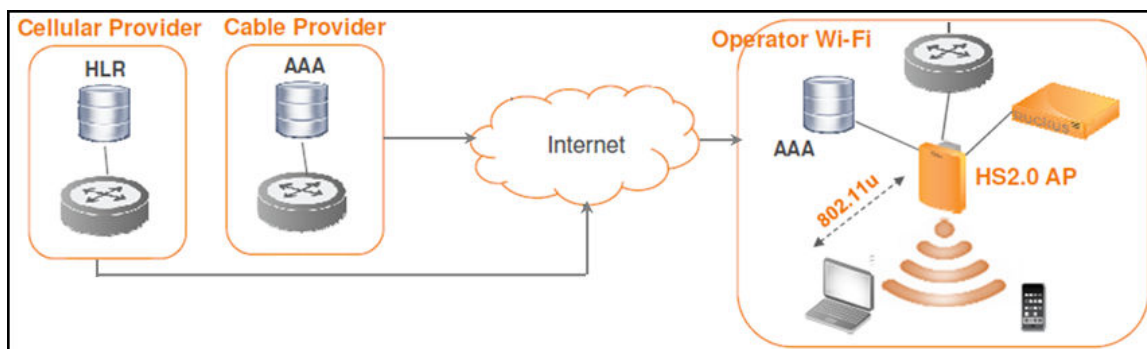 Cellular Provider
HLR
Cable Provider
AAA
Internet
Operator Wi-Fi
AAA
HS2.0 AP
802.11u